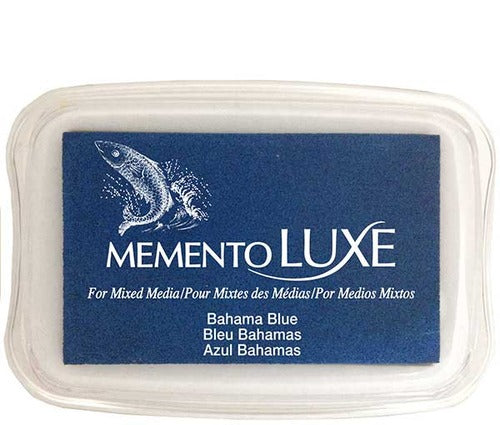 MEMENTO LUXE
For Mixed Media/Pour Mixtes des Médias/Por Medios Mixtos
Bahama Blue
Bleu Bahamas
Azul Bahamas